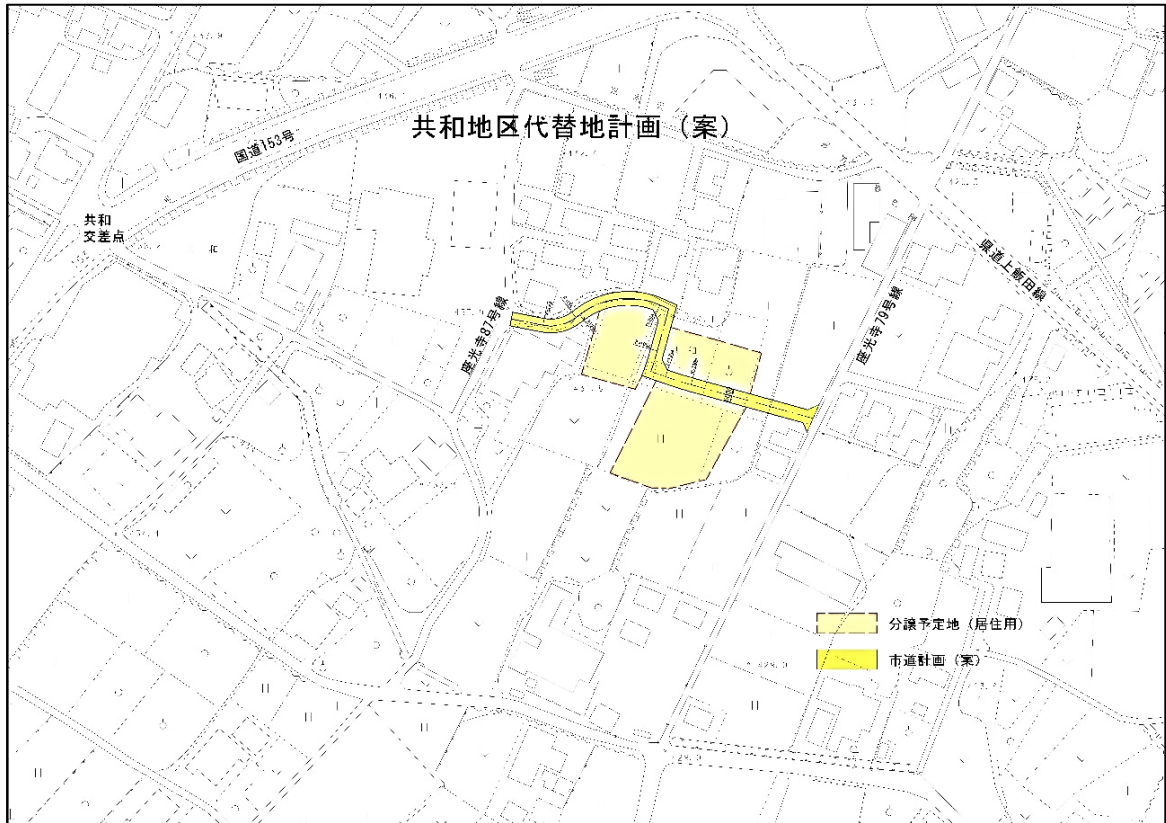 共和地区代替地計画（案）
国道153号
共和
交差点
県道上飯田線
座光寺87号線
座光寺79号線
分譲予定地（居住用）
市道計画（案）